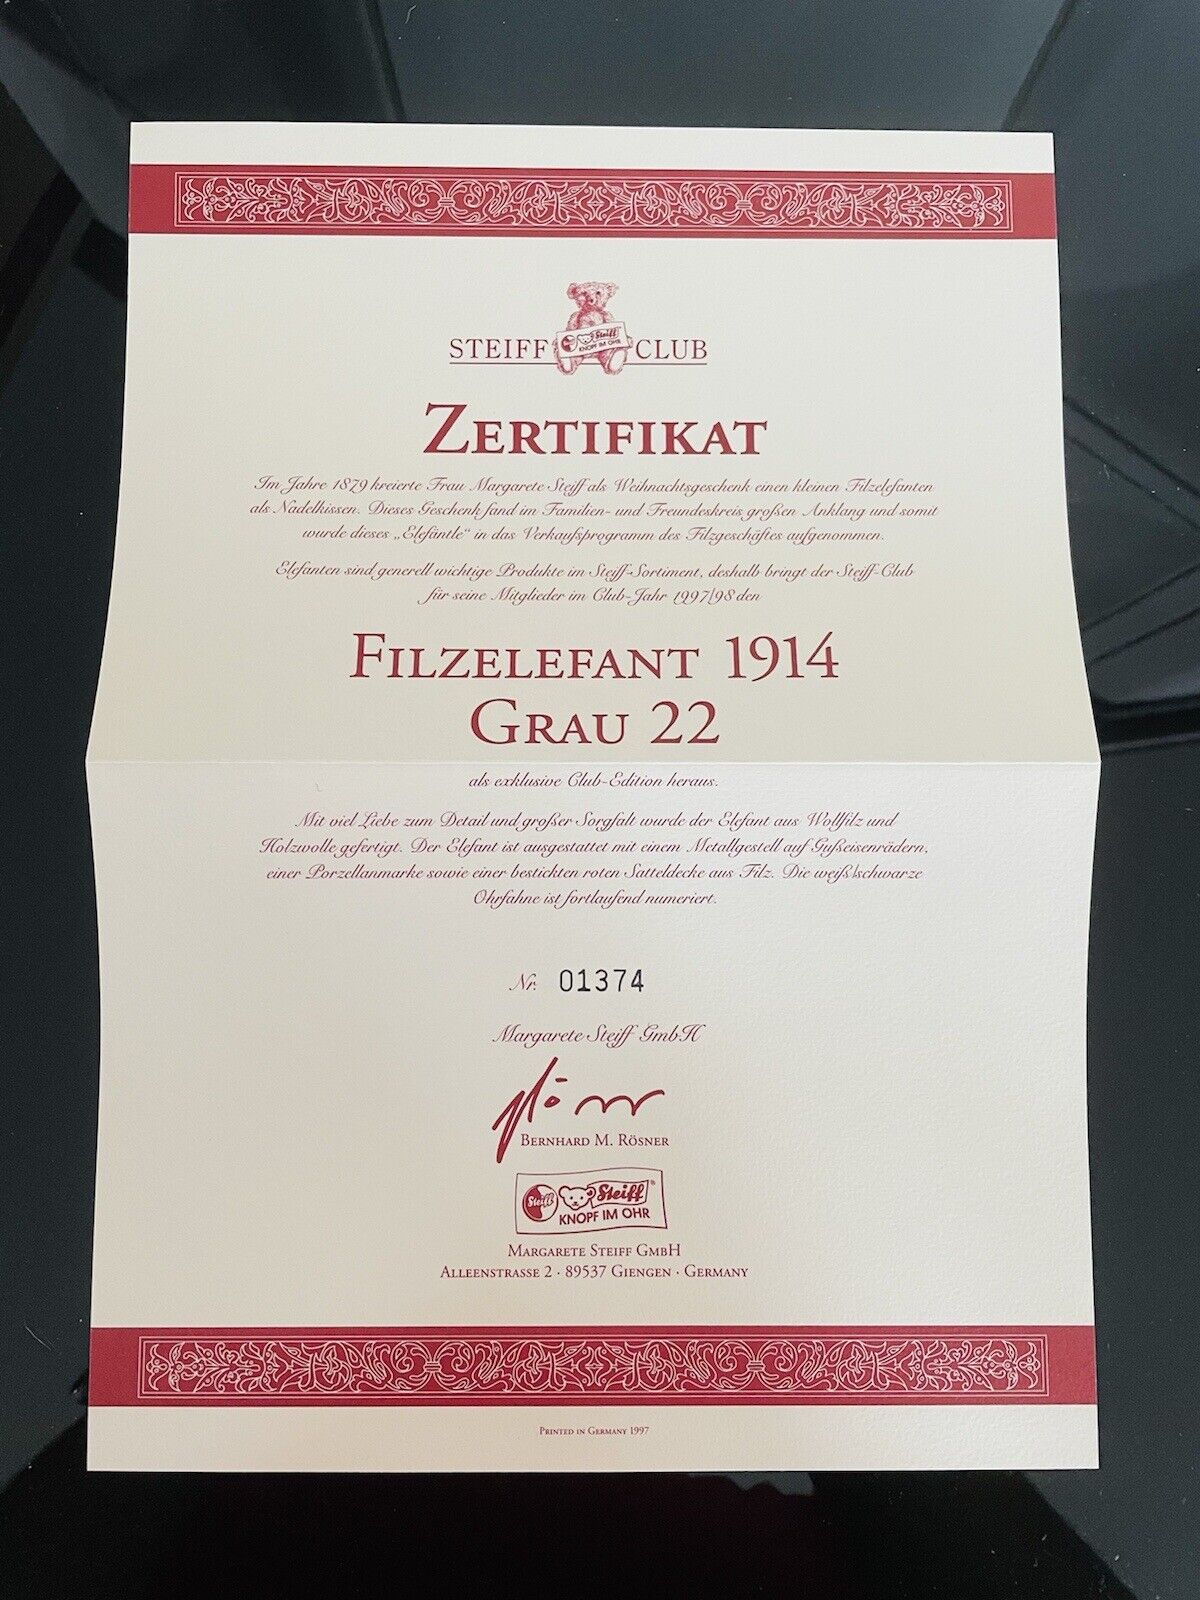 STEIFF CLUB
Steiff
KNOPF IM OHR
ZERTIFIKAT
Im Jahre 1879 kreierte Frau Margarete Steiff als Weihnachtsgeschenk einen kleinen Filzelefanten
als Nadelkissen. Dieses Geschenk fand im Familien- und Freundeskreis großen Anklang und somit
wurde dieses „Elefäntle“ in das Verkaufsprogramm des Filzgeschäftes aufgenommen.
Elefanten sind generell wichtige Produkte im Steiff-Sortiment, deshalb bringt der Steiff-Club
für seine Mitglieder im Club-Jahr 1997/98 den
FILZELEFANT 1914
GRAU 22
als exklusive Club-Edition heraus.
Mit viel Liebe zum Detail und großer Sorgfalt wurde der Elefant aus Wollfilz und
Holzwolle gefertigt. Der Elefant ist ausgestattet mit einem Metallgestell auf Gußeisenrädern,
einer Porzellanmarke sowie einer bestickten roten Satteldecke aus Filz. Die weiß/schwarze
Ohrfahne ist fortlaufend numeriert.
Nr. 01374
Margarete Steiff GmbH
BERNHARD M. RÖSNER
Steiff Steiff®
KNOPF IM OHR
MARGARETE STEIFF GMBH
ALLEENSTRASSE 2 · 89537 GIENGEN · GERMANY
PRINTED IN GERMANY 1997